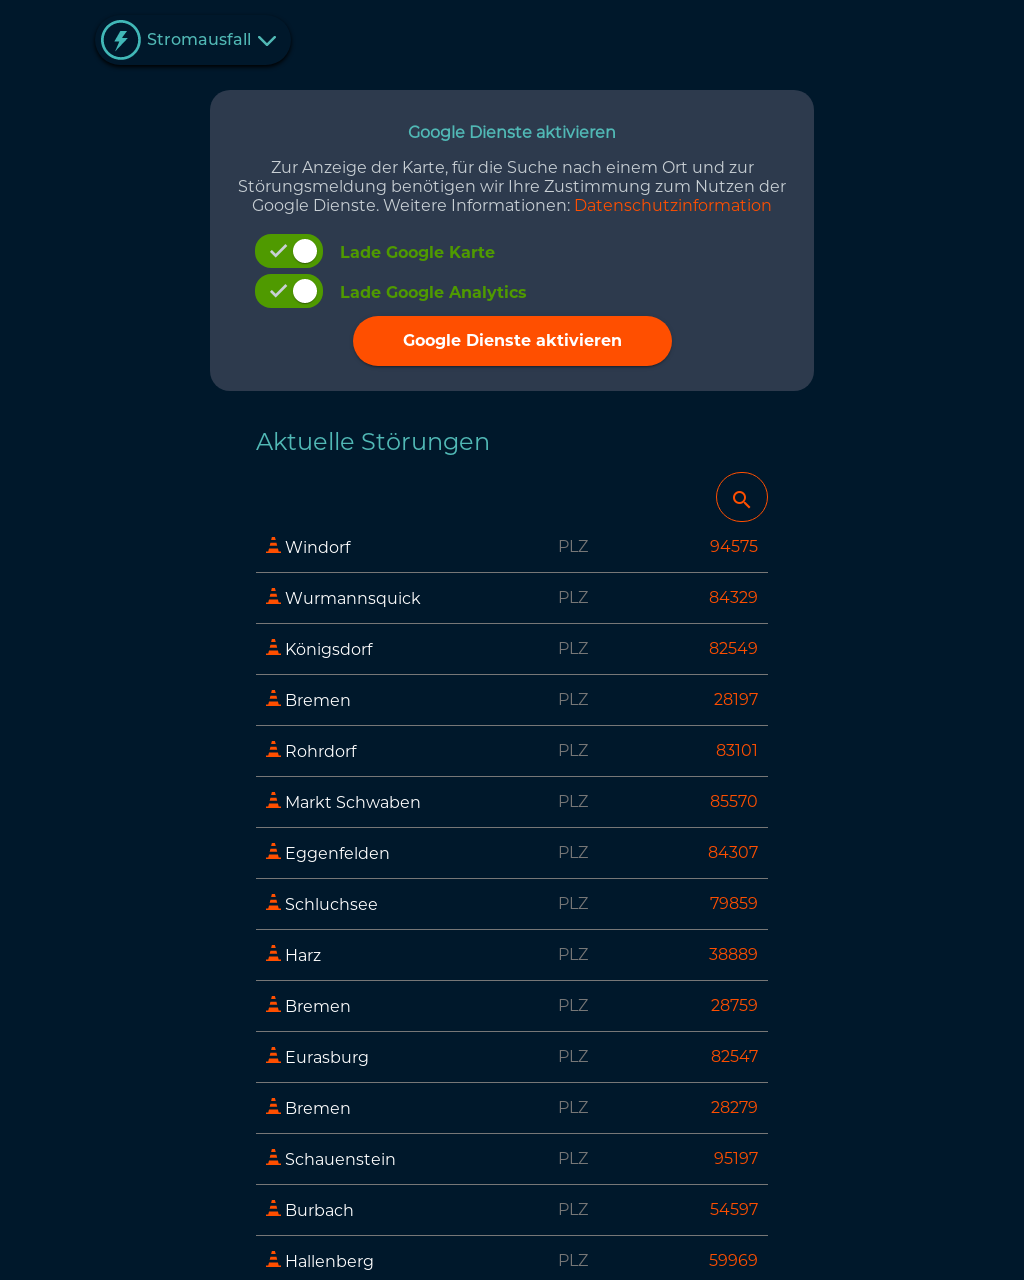 Stromausfall
Google Dienste aktivieren
Zur Anzeige der Karte, für die Suche nach einem Ort und zur
Störungsmeldung benötigen wir Ihre Zustimmung zum Nutzen der
Google Dienste. Weitere Informationen: Datenschutzinformation
Lade Google Karte
Lade Google Analytics
Google Dienste aktivieren
Aktuelle Störungen
Windorf PLZ 94575
Wurmannsquick PLZ 84329
Königsdorf PLZ 82549
Bremen PLZ 28197
Rohrdorf PLZ 83101
Markt Schwaben PLZ 85570
Eggenfelden PLZ 84307
Schluchsee PLZ 79859
Harz PLZ 38889
Bremen PLZ 28759
Eurasburg PLZ 82547
Bremen PLZ 28279
Schauenstein PLZ 95197
Burbach PLZ 54597
Hallenberg PLZ 59969